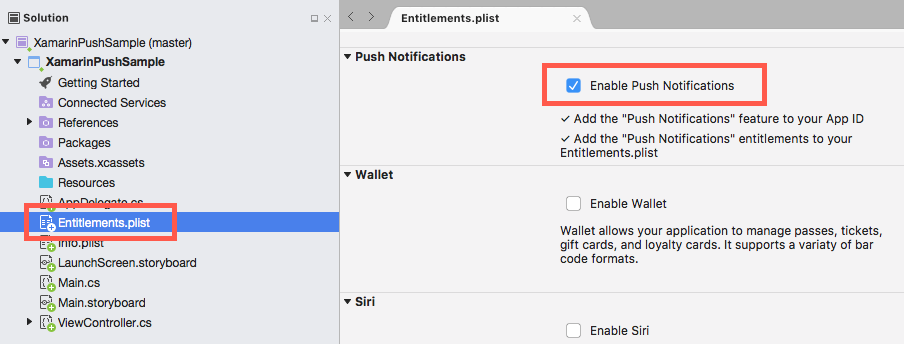 Solution
XamarinPushSample (master)
XamarinPushSample
Getting Started
Connected Services
References
Packages
Assets.xcassets
Resources
AppDelegate.cs
Entitlements.plist
Info.plist
LaunchScreen.storyboard
Main.cs
Main.storyboard
ViewController.cs
Entitlements.plist
Push Notifications
Enable Push Notifications
✓ Add the "Push Notifications" feature to your App ID
✓ Add the "Push Notifications" entitlements to your
Entitlements.plist
Wallet
Enable Wallet
Wallet allows your application to manage passes, tickets,
gift cards, and loyalty cards. It supports a variaty of bar
code formats.
Siri
Enable Siri